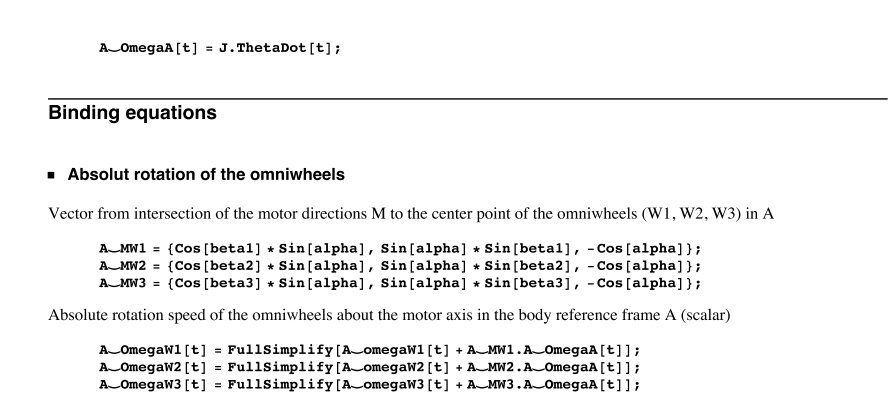 A‿OmegaA[t] = J.ThetaDot[t];
Binding equations
▪ Absolut rotation of the omniwheels
Vector from intersection of the motor directions M to the center point of the omniwheels (W1, W2, W3) in A
A‿MW1 = {Cos[beta1] * Sin[alpha], Sin[alpha] * Sin[beta1], -Cos[alpha]};
A‿MW2 = {Cos[beta2] * Sin[alpha], Sin[alpha] * Sin[beta2], -Cos[alpha]};
A‿MW3 = {Cos[beta3] * Sin[alpha], Sin[alpha] * Sin[beta3], -Cos[alpha]};
Absolute rotation speed of the omniwheels about the motor axis in the body reference frame A (scalar)
A‿OmegaW1[t] = FullSimplify[A‿omegaW1[t] + A‿MW1.A‿OmegaA[t]];
A‿OmegaW2[t] = FullSimplify[A‿omegaW2[t] + A‿MW2.A‿OmegaA[t]];
A‿OmegaW3[t] = FullSimplify[A‿omegaW3[t] + A‿MW3.A‿OmegaA[t]];